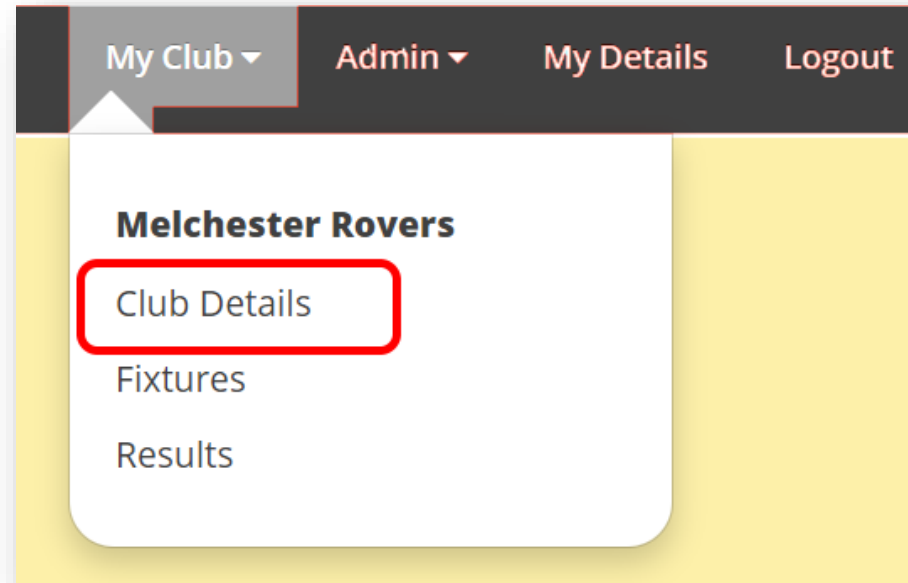 My Club Admin My Details Logout
Melchester Rovers
Club Details
Fixtures
Results